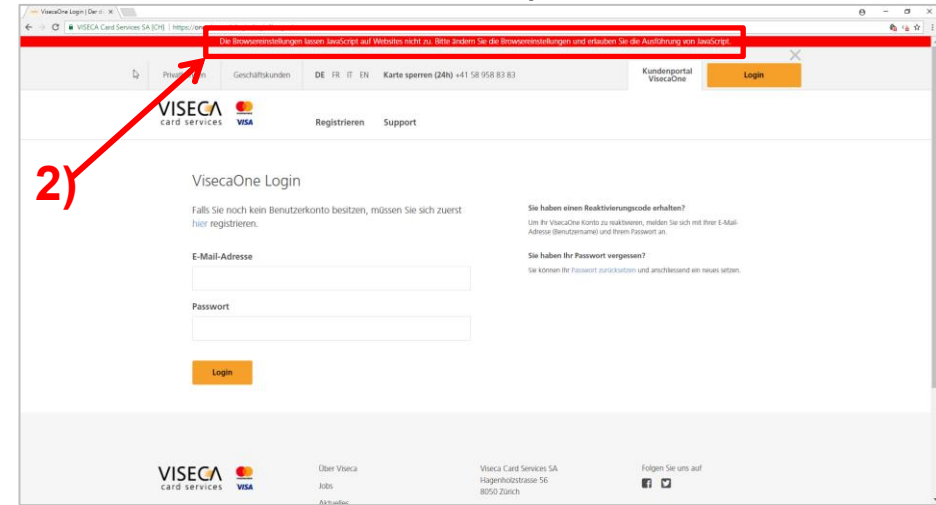 VisecaOne Login | Der
VISECA Card Services SA [CH] | https://on
Die Browsereinstellungen lassen JavaScript auf Websites nicht zu. Bitte ändern Sie die Browsereinstellungen und erlauben Sie die Ausführung von JavaScript.
Geschäftskunden DE FR IT EN Karte sperren (24h) +41 58 958 83 83 Kundenportal
VisecaOne Login
VISECA
card services VISA Registrieren Support
2)
VisecaOne Login
Falls Sie noch kein Benutzerkonto besitzen, müssen Sie sich zuerst
hier registrieren.
E-Mail-Adresse
Passwort
Login
Sie haben einen Reaktivierungscode erhalten?
Um Ihr VisecaOne Konto zu reaktivieren, melden Sie sich mit Ihrer E-Mail-
Adresse (Benutzername) und Ihrem Passwort an.
Sie haben Ihr Passwort vergessen?
Sie können Ihr Passwort zurücksetzen und anschliessend ein neues setzen.
VISECA
card services VISA
Über Viseca
Jobs
Aktuelles
Viseca Card Services SA
Hagenholzstrasse 56
8050 Zürich
Folgen Sie uns auf